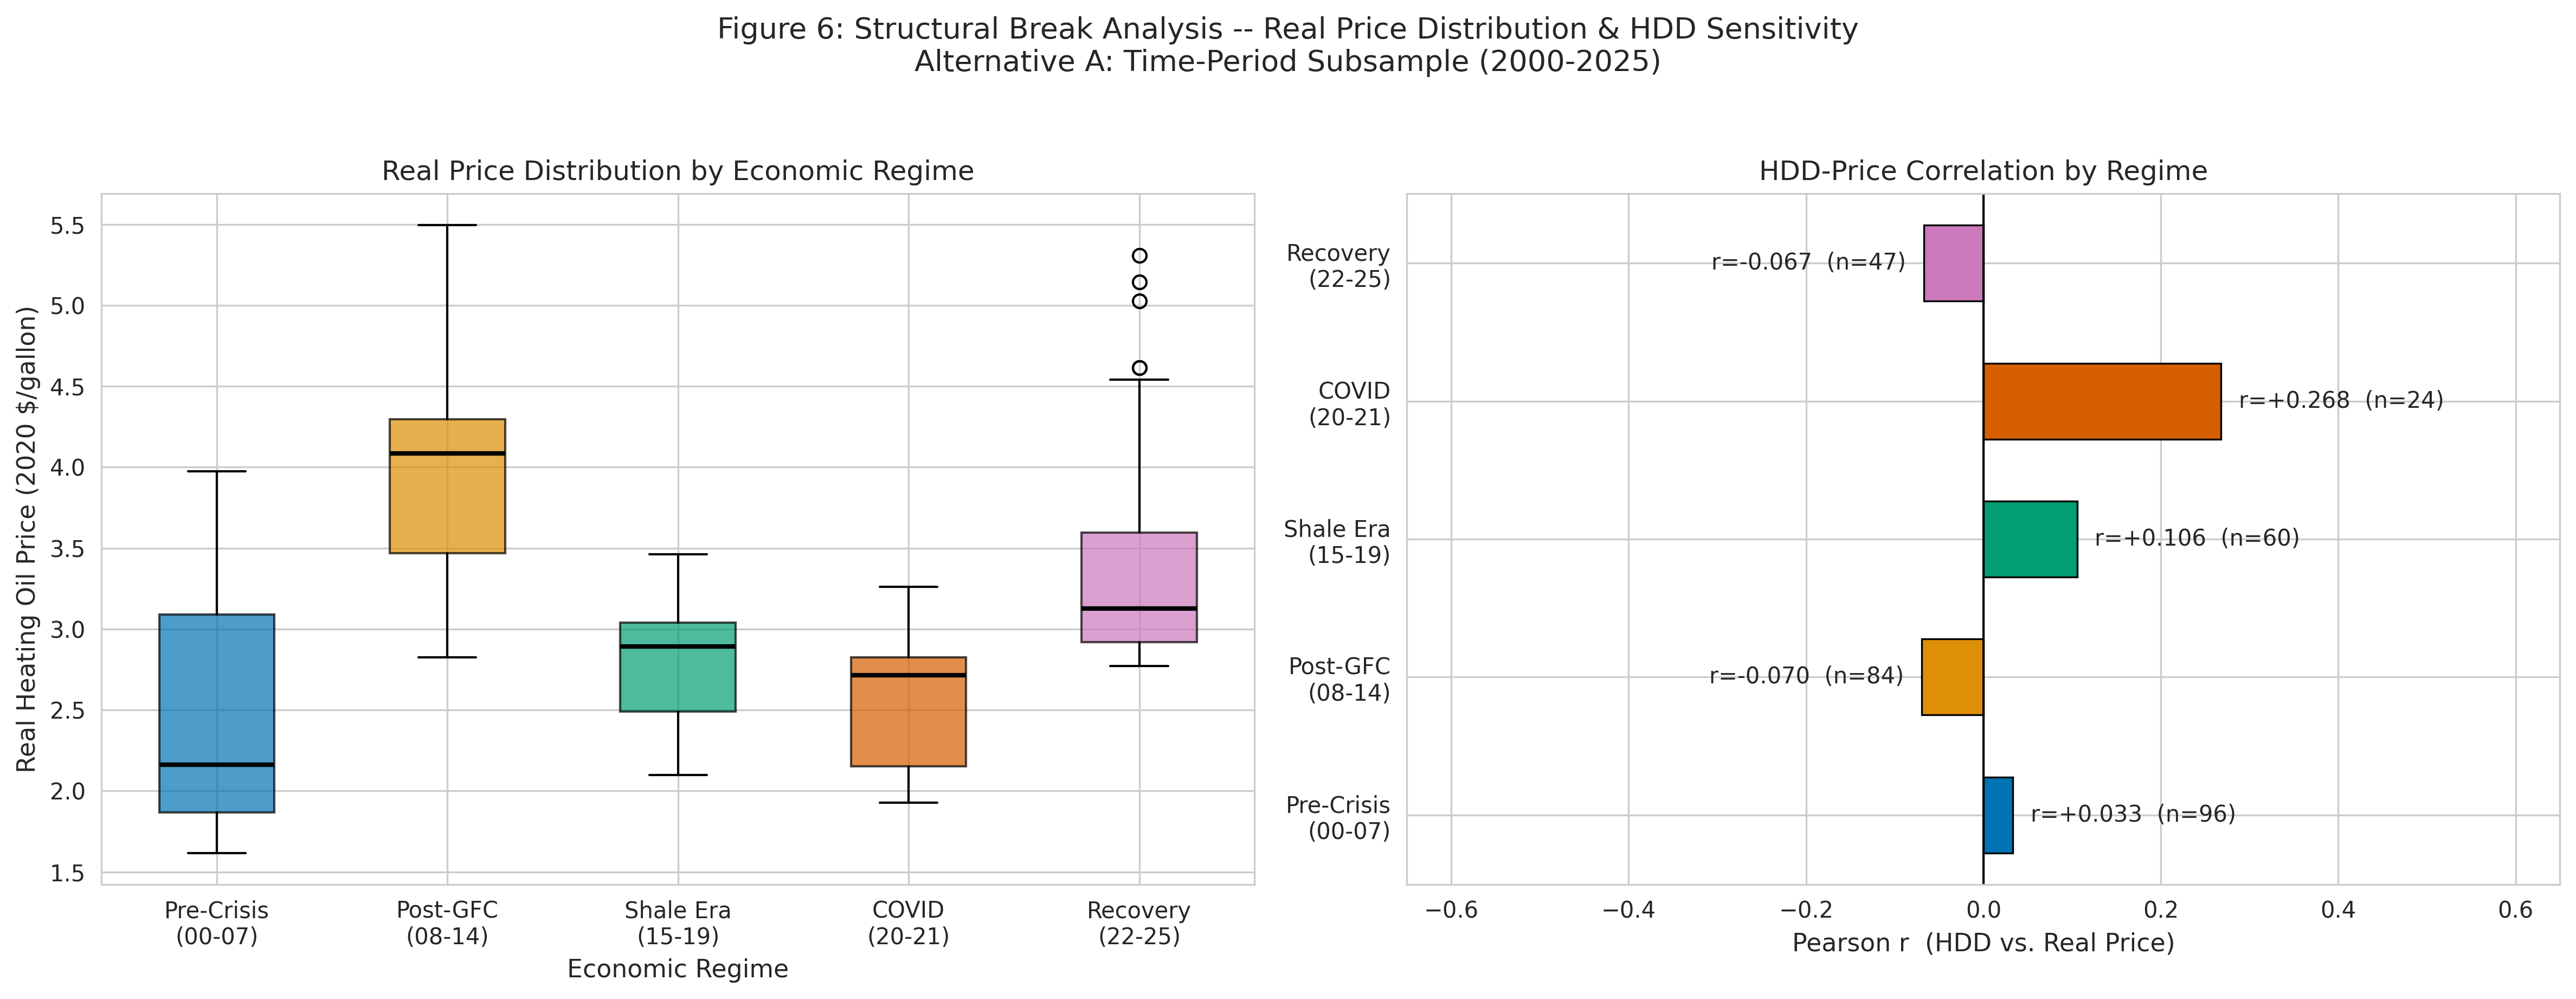 Figure 6: Structural Break Analysis -- Real Price Distribution & HDD Sensitivity
Alternative A: Time-Period Subsample (2000-2025)
Real Price Distribution by Economic Regime
Real Heating Oil Price (2020 $/gallon)
5.5
5.0
4.5
4.0
3.5
3.0
2.5
2.0
1.5
Pre-Crisis
(00-07)
Post-GFC
(08-14)
Shale Era
(15-19)
COVID
(20-21)
Recovery
(22-25)
Economic Regime
HDD-Price Correlation by Regime
Recovery
(22-25)
r=-0.067 (n=47)
COVID
(20-21)
r=+0.268 (n=24)
Shale Era
(15-19)
r=+0.106 (n=60)
Post-GFC
(08-14)
r=-0.070 (n=84)
Pre-Crisis
(00-07)
r=+0.033 (n=96)
−0.6
−0.4
−0.2
0.0
0.2
0.4
0.6
Pearson r (HDD vs. Real Price)